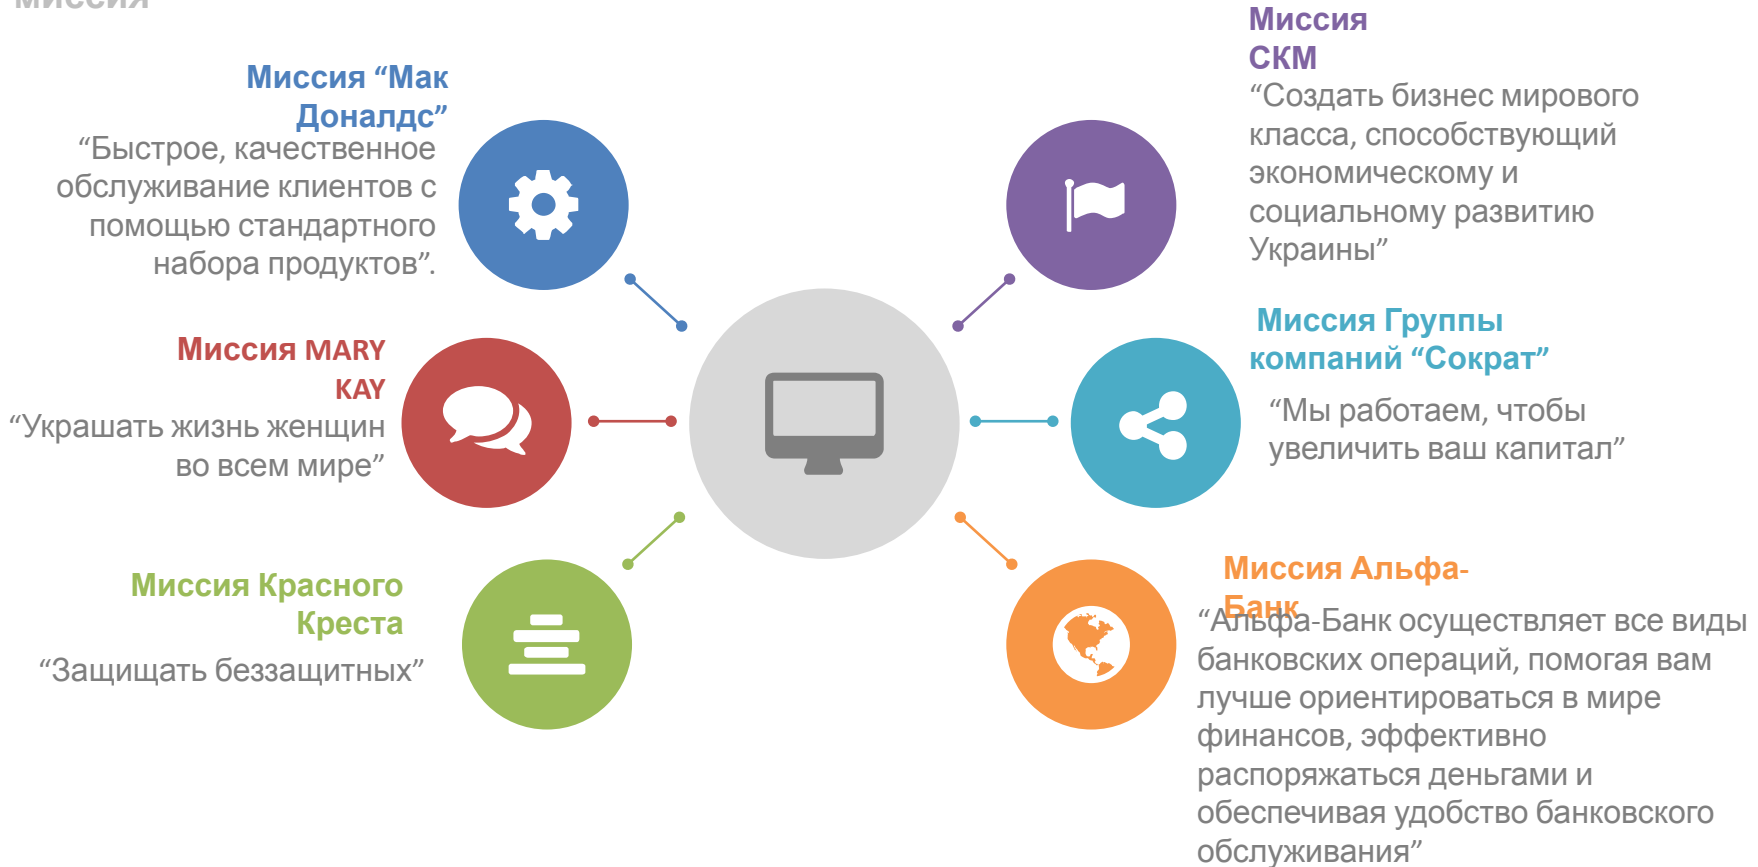 миссия
Миссия “Мак
Доналдс”
“Быстрое, качественное
обслуживание клиентов с
помощью стандартного
набора продуктов”.
Миссия MARY
KAY
“Украшать жизнь женщин
во всем мире”
Миссия Красного
Креста
“Защищать беззащитных”
Миссия
СКМ
“Создать бизнес мирового
класса, способствующий
экономическому и
социальному развитию
Украины”
Миссия Группы
компаний “Сократ”
“Мы работаем, чтобы
увеличить ваш капитал”
Миссия Альфа-
Банк
“Альфа-Банк осуществляет все виды
банковских операций, помогая вам
лучше ориентироваться в мире
финансов, эффективно
распоряжаться деньгами и
обеспечивая удобство банковского
обслуживания”